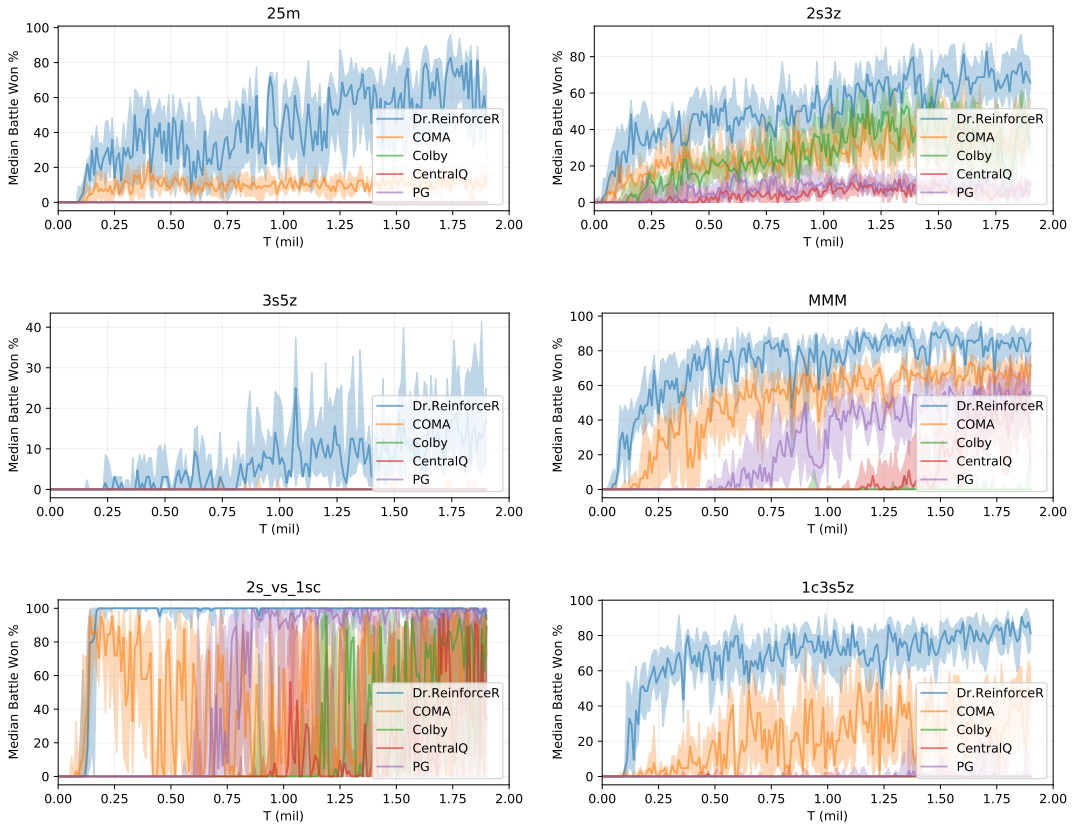 25m
Median Battle Won %
100
80
60
40
20
0
Dr.ReinforceR
COMA
Colby
CentralQ
PG
0.00 0.25 0.50 0.75 1.00 1.25 1.50 1.75 2.00
T (mil)
2s3z
Median Battle Won %
80
60
40
20
0
Dr.ReinforceR
COMA
Colby
CentralQ
PG
0.00 0.25 0.50 0.75 1.00 1.25 1.50 1.75 2.00
T (mil)
3s5z
Median Battle Won %
40
30
20
10
0
Dr.ReinforceR
COMA
Colby
CentralQ
PG
0.00 0.25 0.50 0.75 1.00 1.25 1.50 1.75 2.00
T (mil)
MMM
Median Battle Won %
100
80
60
40
20
0
Dr.ReinforceR
COMA
Colby
CentralQ
PG
0.00 0.25 0.50 0.75 1.00 1.25 1.50 1.75 2.00
T (mil)
2s_vs_1sc
Median Battle Won %
100
80
60
40
20
0
Dr.ReinforceR
COMA
Colby
CentralQ
PG
0.00 0.25 0.50 0.75 1.00 1.25 1.50 1.75 2.00
T (mil)
1c3s5z
Median Battle Won %
100
80
60
40
20
0
Dr.ReinforceR
COMA
Colby
CentralQ
PG
0.00 0.25 0.50 0.75 1.00 1.25 1.50 1.75 2.00
T (mil)